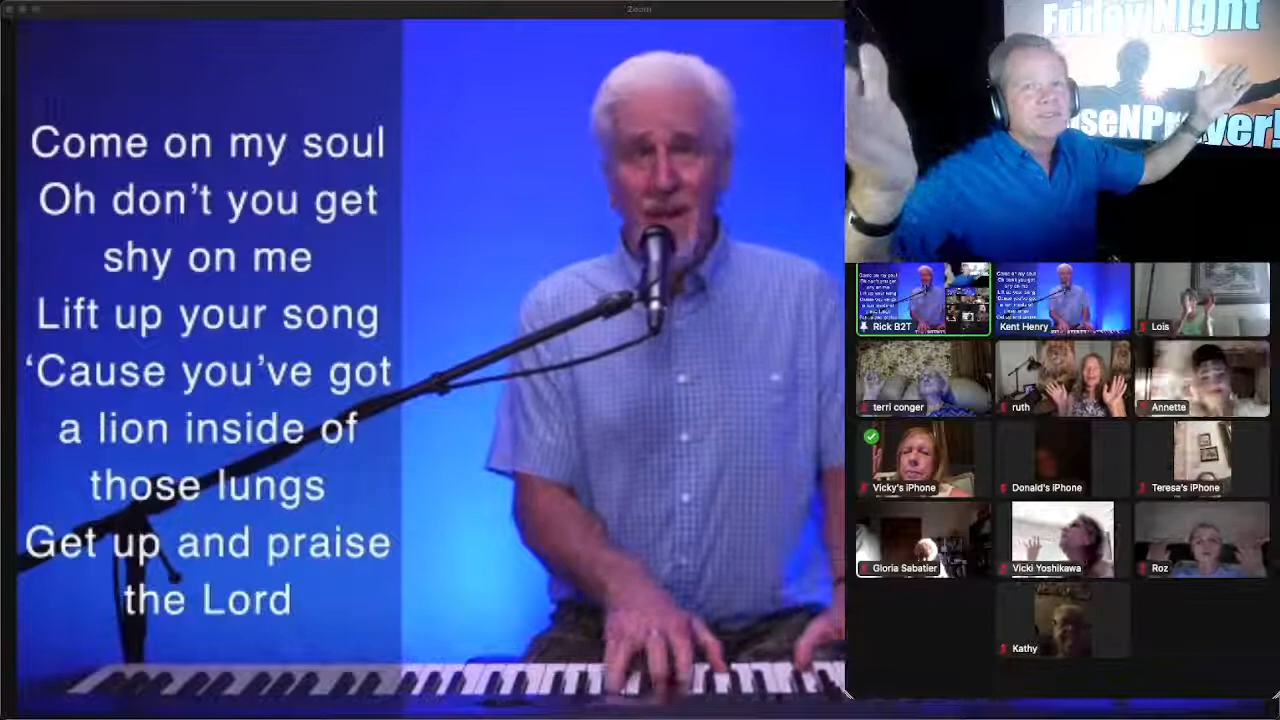 Zoom
Come on my soul
Oh don’t you get
shy on me
Lift up your song
‘Cause you’ve got
a lion inside of
those lungs
Get up and praise
the Lord
Friday Night
Rick B2T
Kent Henry
Lois
terri conger
ruth
Annette
Vicky's iPhone
Donald's iPhone
Teresa's iPhone
Gloria Sabatier
Vicki Yoshikawa
Roz
Kathy